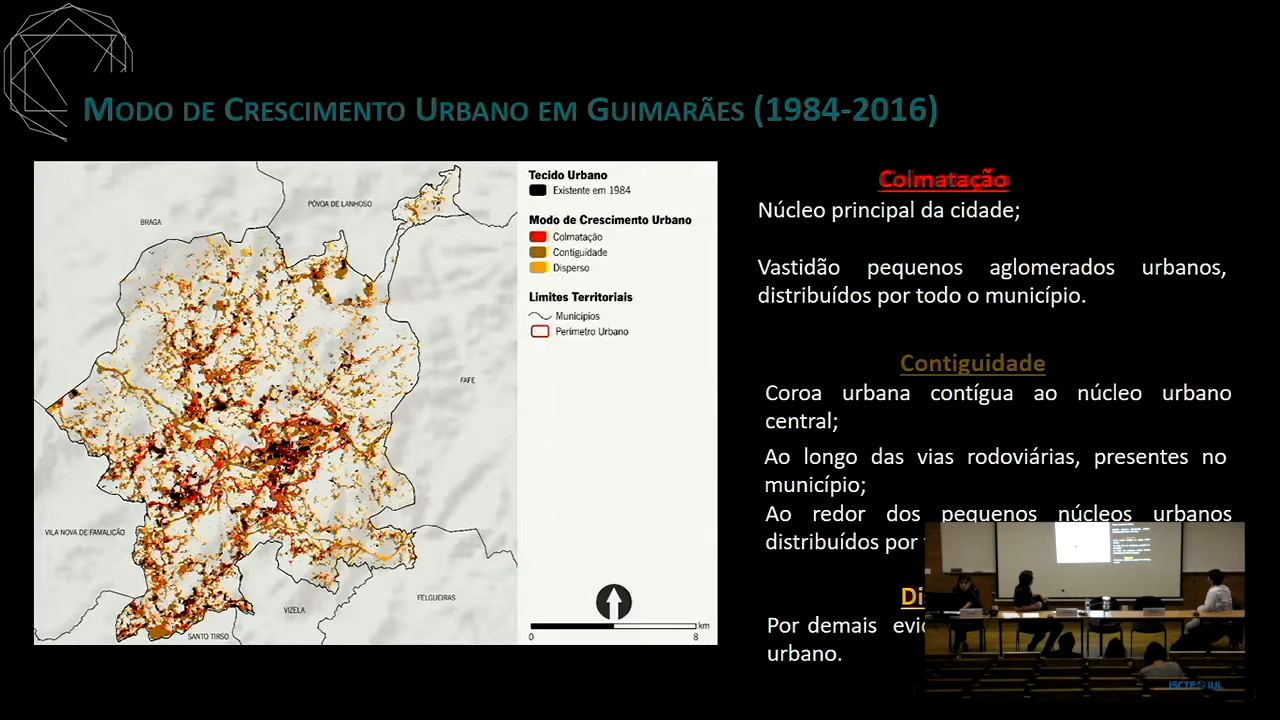 MODO DE CRESCIMENTO URBANO EM GUIMARÃES (1984-2016)
BRAGA
PÓVOA DE LANHOSO
FAFE
VILA NOVA DE FAMALICÃO
VIZELA
FELGUEIRAS
SANTO TIRSO
Tecido Urbano
Existente em 1984
Modo de Crescimento Urbano
Colmatação
Contiguidade
Disperso
Limites Territoriais
Municípios
Perímetro Urbano
km
0 8
Colmatação
Núcleo principal da cidade;
Vastidão pequenos aglomerados urbanos,
distribuídos por todo o município.
Contiguidade
Coroa urbana contígua ao núcleo urbano
central;
Ao longo das vias rodoviárias, presentes no
município;
Ao redor dos pequenos núcleos urbanos
distribuídos por
Di
Por demais evi
urbano.
ISCTE IUL